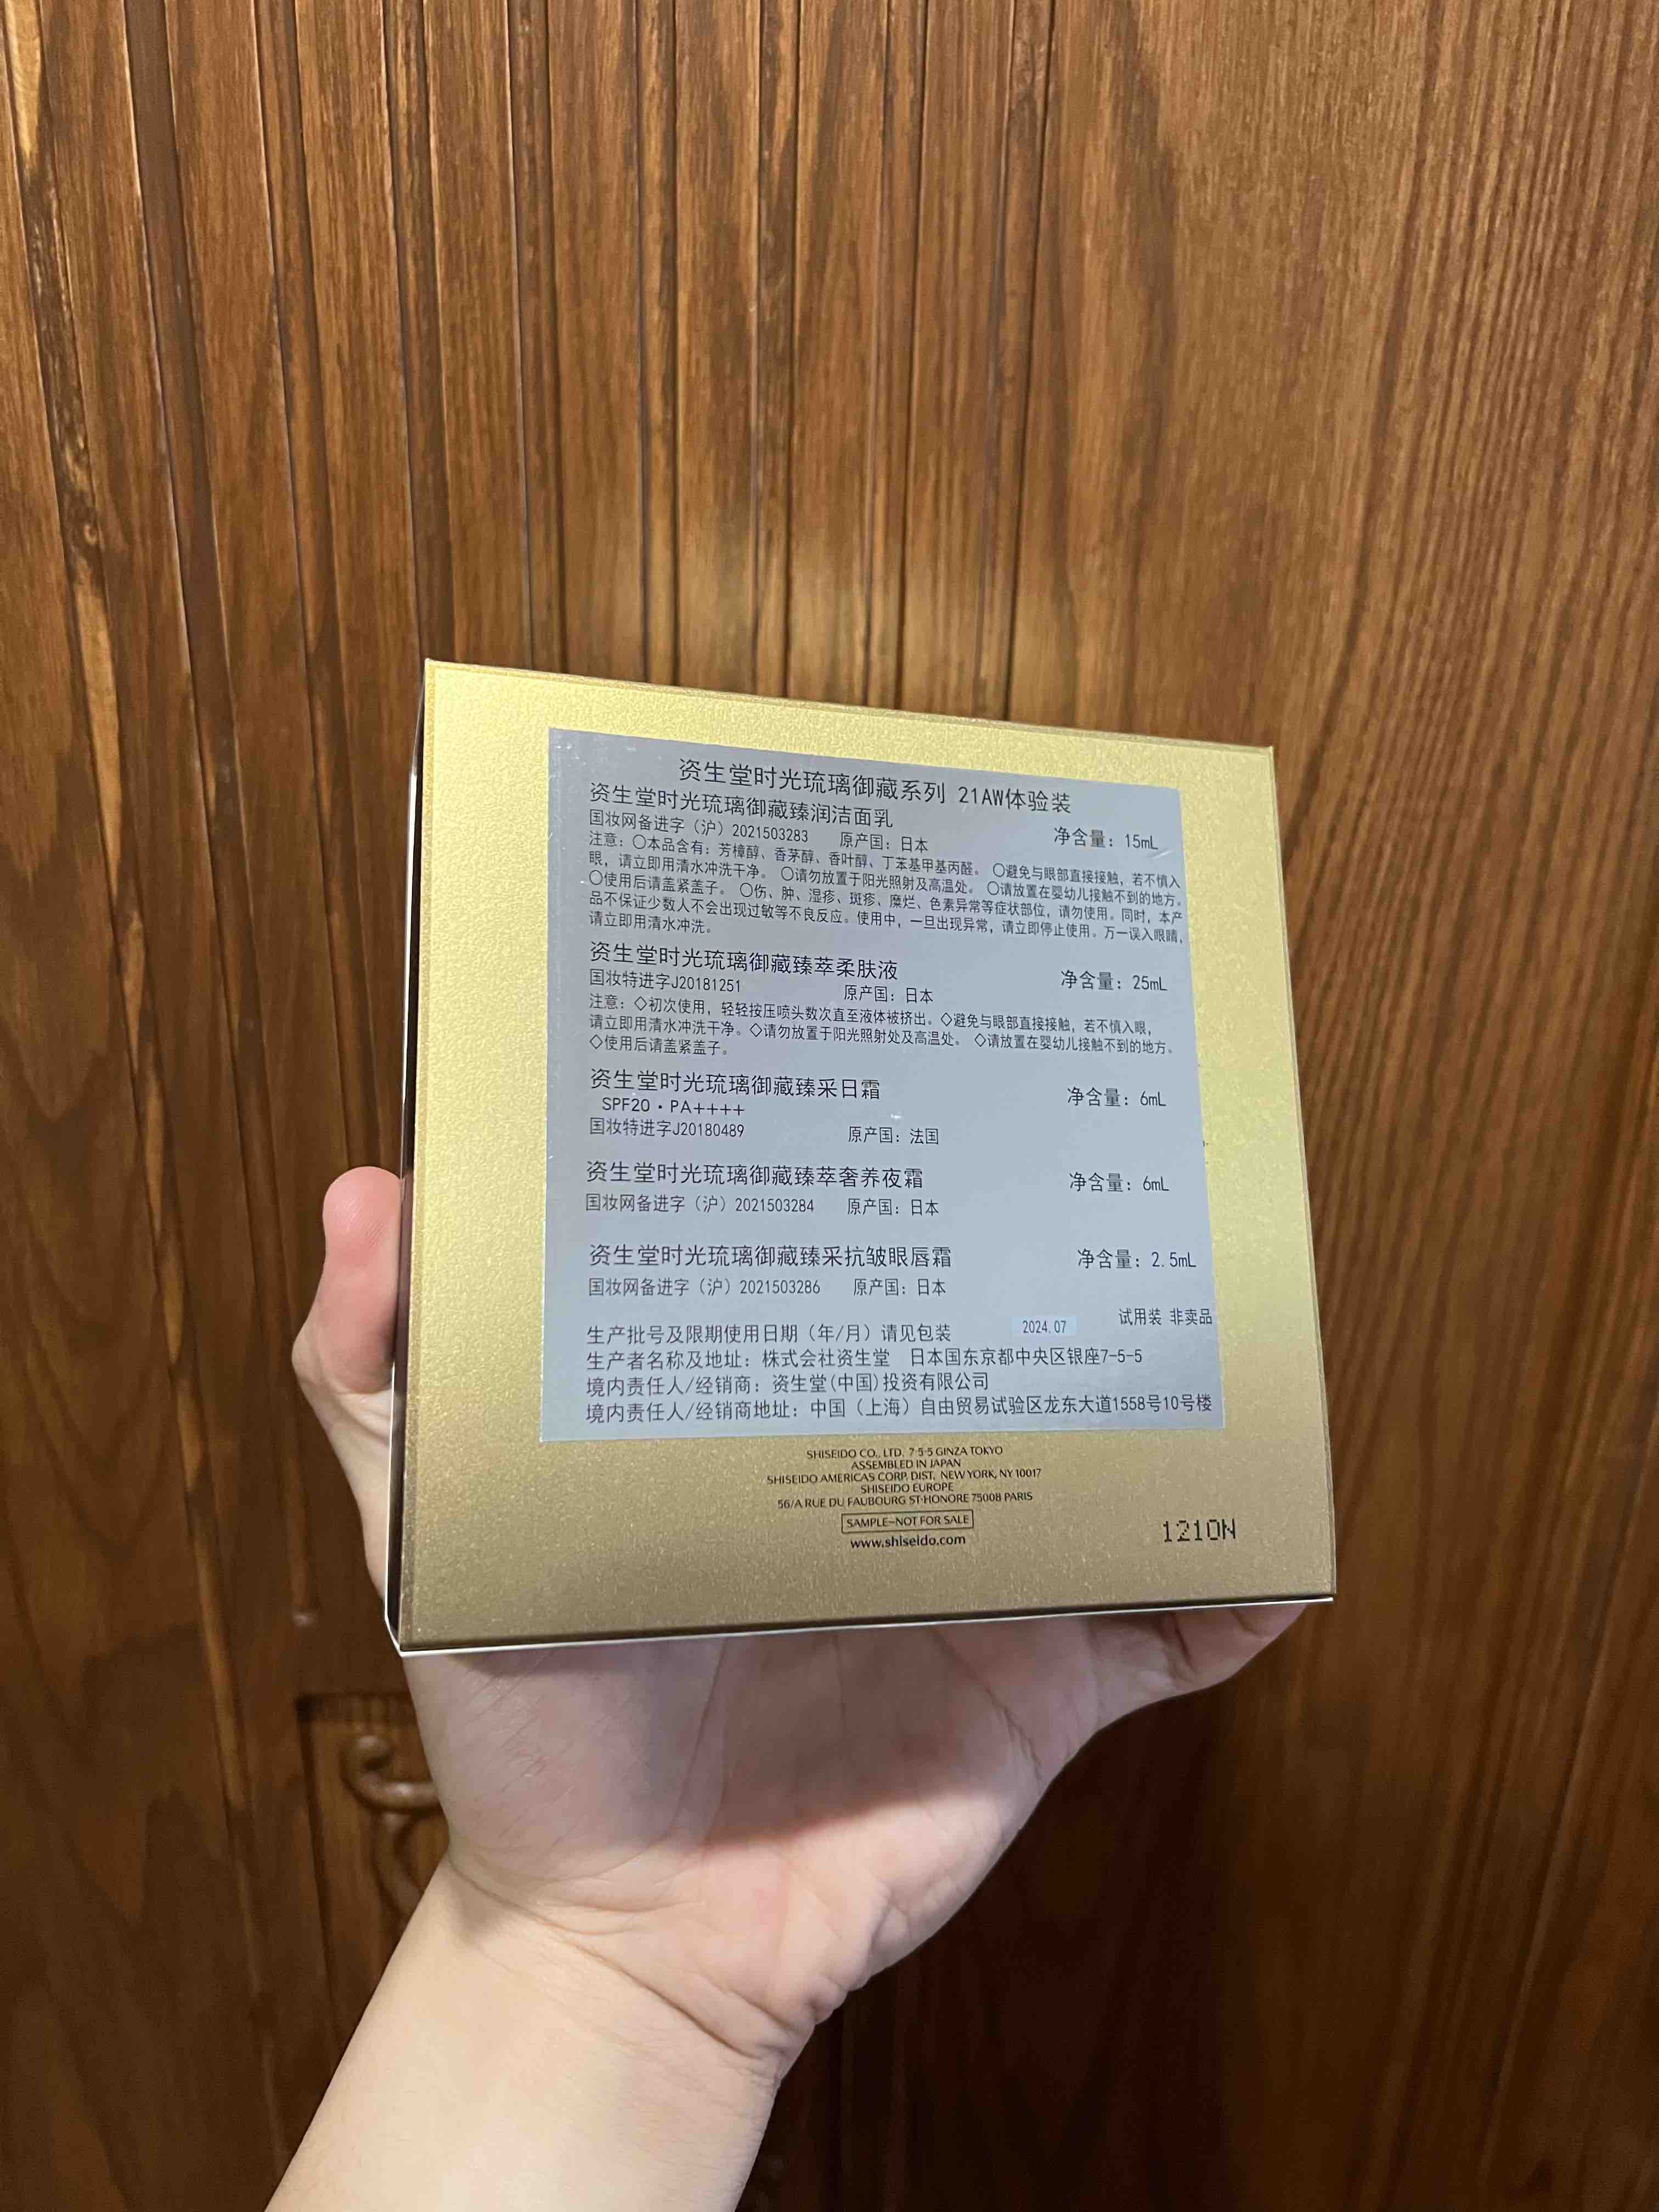 资生堂时光琉璃御藏系列 21AW体验装
资生堂时光琉璃御藏臻润洁面乳
国妆网备进字（沪）2021503283 原产国：日本 净含量：15mL
注意：〇本品含有：芳樟醇、香茅醇、香叶醇、丁苯基甲基丙醛。 〇避免与眼部直接接触，若不慎入
眼，请立即用清水冲洗干净。 〇请勿放置于阳光照射及高温处。 〇请放置在婴幼儿接触不到的地方。
〇使用后请盖紧盖子。 〇伤、肿、湿疹、斑疹、糜烂、色素异常等症状部位，请勿使用。同时，本产
品不保证少数人不会出现过敏等不良反应。使用中，一旦出现异常，请立即停止使用。万一误入眼睛，
请立即用清水冲洗。
资生堂时光琉璃御藏臻萃柔肤液 净含量：25mL
国妆特进字J20181251 原产国：日本
注意：◇初次使用，轻轻按压喷头数次直至液体被挤出。◇避免与眼部直接接触，若不慎入眼，
请立即用清水冲洗干净。◇请勿放置于阳光照射处及高温处。 ◇请放置在婴幼儿接触不到的地方。
◇使用后请盖紧盖子。
资生堂时光琉璃御藏臻采日霜 净含量：6mL
SPF20・PA++++
国妆特进字J20180489 原产国：法国
资生堂时光琉璃御藏臻萃奢养夜霜 净含量：6mL
国妆网备进字（沪）2021503284 原产国：日本
资生堂时光琉璃御藏臻采抗皱眼唇霜 净含量：2.5mL
国妆网备进字（沪）2021503286 原产国：日本
试用装 非卖品
生产批号及限期使用日期（年/月）请见包装 2024.07
生产者名称及地址：株式会社资生堂 日本国东京都中央区银座7-5-5
境内责任人/经销商：资生堂(中国)投资有限公司
境内责任人/经销商地址：中国（上海）自由贸易试验区龙东大道1558号10号楼
SHISEIDO CO., LTD. 7-5-5 GINZA TOKYO
ASSEMBLED IN JAPAN
SHISEIDO AMERICAS CORP. DIST. NEW YORK, NY 10017
SHISEIDO EUROPE
56/A RUE DU FAUBOURG ST-HONORE 75008 PARIS
SAMPLE–NOT FOR SALE
www.shiseido.com
1210N